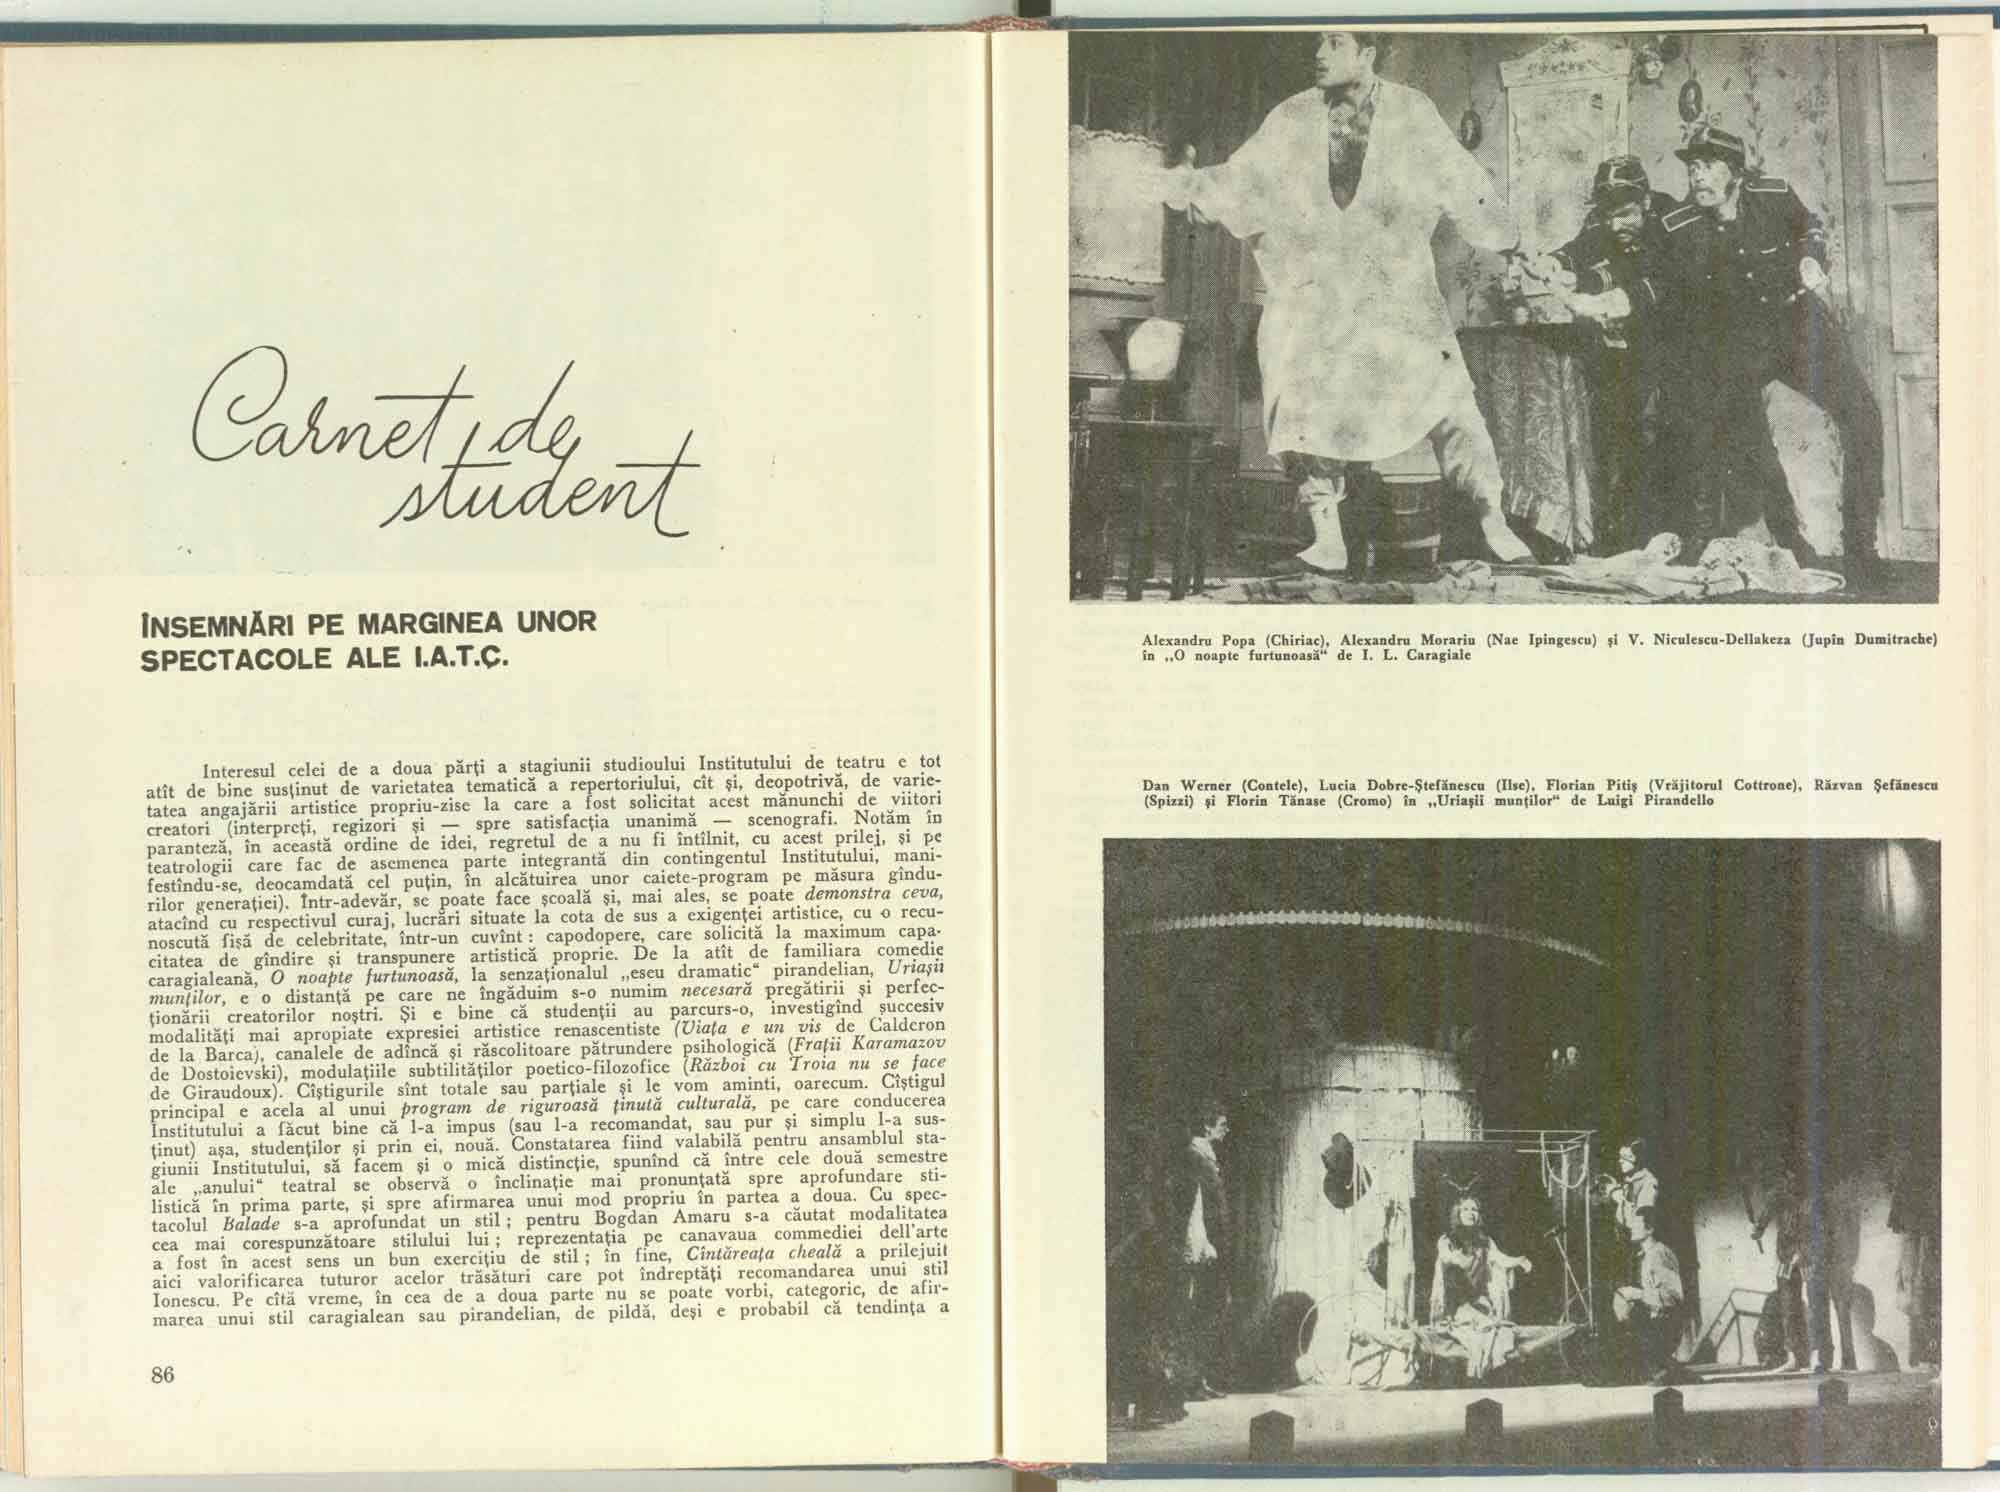 Carnet de
student
ÎNSEMNĂRI PE MARGINEA UNOR
SPECTACOLE ALE I.A.T.C.
Interesul celei de a doua părţi a stagiunii studioului Institutului de teatru e tot
atît de bine susţinut de varietatea tematică a repertoriului, cît şi, deopotrivă, de varie-
tatea angajării artistice propriu-zise la care a fost solicitat acest mănunchi de viitori
creatori (interpreţi, regizori şi — spre satisfacţia unanimă — scenografi. Notăm în
paranteză, în această ordine de idei, regretul de a nu fi întîlnit, cu acest prilej, şi pe
teatrologii care fac de asemenea parte integrantă din contingentul Institutului, mani-
festîndu-se, deocamdată cel puţin, în alcătuirea unor caiete-program pe măsura gîndu-
rilor generaţiei). Într-adevăr, se poate face şcoală şi, mai ales, se poate demonstra ceva,
atacînd cu respectivul curaj, lucrări situate la cota de sus a exigenţei artistice, cu o recu-
noscută fişă de celebritate, într-un cuvînt : capodopere, care solicită la maximum capa-
citatea de gîndire şi transpunere artistică proprie. De la atît de familiara comedie
caragialeană, O noapte furtunoasă, la senzaţionalul „eseu dramatic“ pirandelian, Uriaşii
munţilor, e o distanţă pe care ne îngăduim s-o numim necesară pregătirii şi perfec-
ţionării creatorilor noştri. Şi e bine că studenţii au parcurs-o, investigînd succesiv
modalităţi mai apropiate expresiei artistice renascentiste (Viaţa e un vis de Calderon
de la Barca), canalele de adîncă şi răscolitoare pătrundere psihologică (Fraţii Karamazov
de Dostoievski), modulaţiile subtilităţilor poetico-filozofice (Război cu Troia nu se face
de Giraudoux). Cîştigurile sînt totale sau parţiale şi le vom aminti, oarecum. Cîştigul
principal e acela al unui program de riguroasă ţinută culturală, pe care conducerea
Institutului a făcut bine că l-a impus (sau l-a recomandat, sau pur şi simplu l-a sus-
ţinut) aşa, studenţilor şi prin ei, nouă. Constatarea fiind valabilă pentru ansamblul sta-
giunii Institutului, să facem şi o mică distincţie, spunînd că între cele două semestre
ale „anului“ teatral se observă o înclinaţie mai pronunţată spre aprofundare sti-
listică în prima parte, şi spre afirmarea unui mod propriu în partea a doua. Cu spec-
tacolul Balade s-a aprofundat un stil ; pentru Bogdan Amaru s-a căutat modalitatea
cea mai corespunzătoare stilului lui ; reprezentaţia pe canavaua commediei dell'arte
a fost în acest sens un bun exerciţiu de stil ; în fine, Cîntăreaţa cheală a prilejuit
aici valorificarea tuturor acelor trăsături care pot îndreptăţi recomandarea unui stil
Ionescu. Pe cîtă vreme, în cea de a doua parte nu se poate vorbi, categoric, de afir-
marea unui stil caragialean sau pirandelian, de pildă, deşi e probabil că tendinţa a
86
Alexandru Popa (Chiriac), Alexandru Morariu (Nae Ipingescu) şi V. Niculescu-Dellakeza (Jupîn Dumitrache)
în „O noapte furtunoasă“ de I. L. Caragiale
Dan Werner (Contele), Lucia Dobre-Ştefănescu (Ilse), Florian Pitiş (Vrăjitorul Cottrone), Răzvan Şefănescu
(Spizzi) şi Florin Tănase (Cromo) în „Uriaşii munţilor“ de Luigi Pirandello